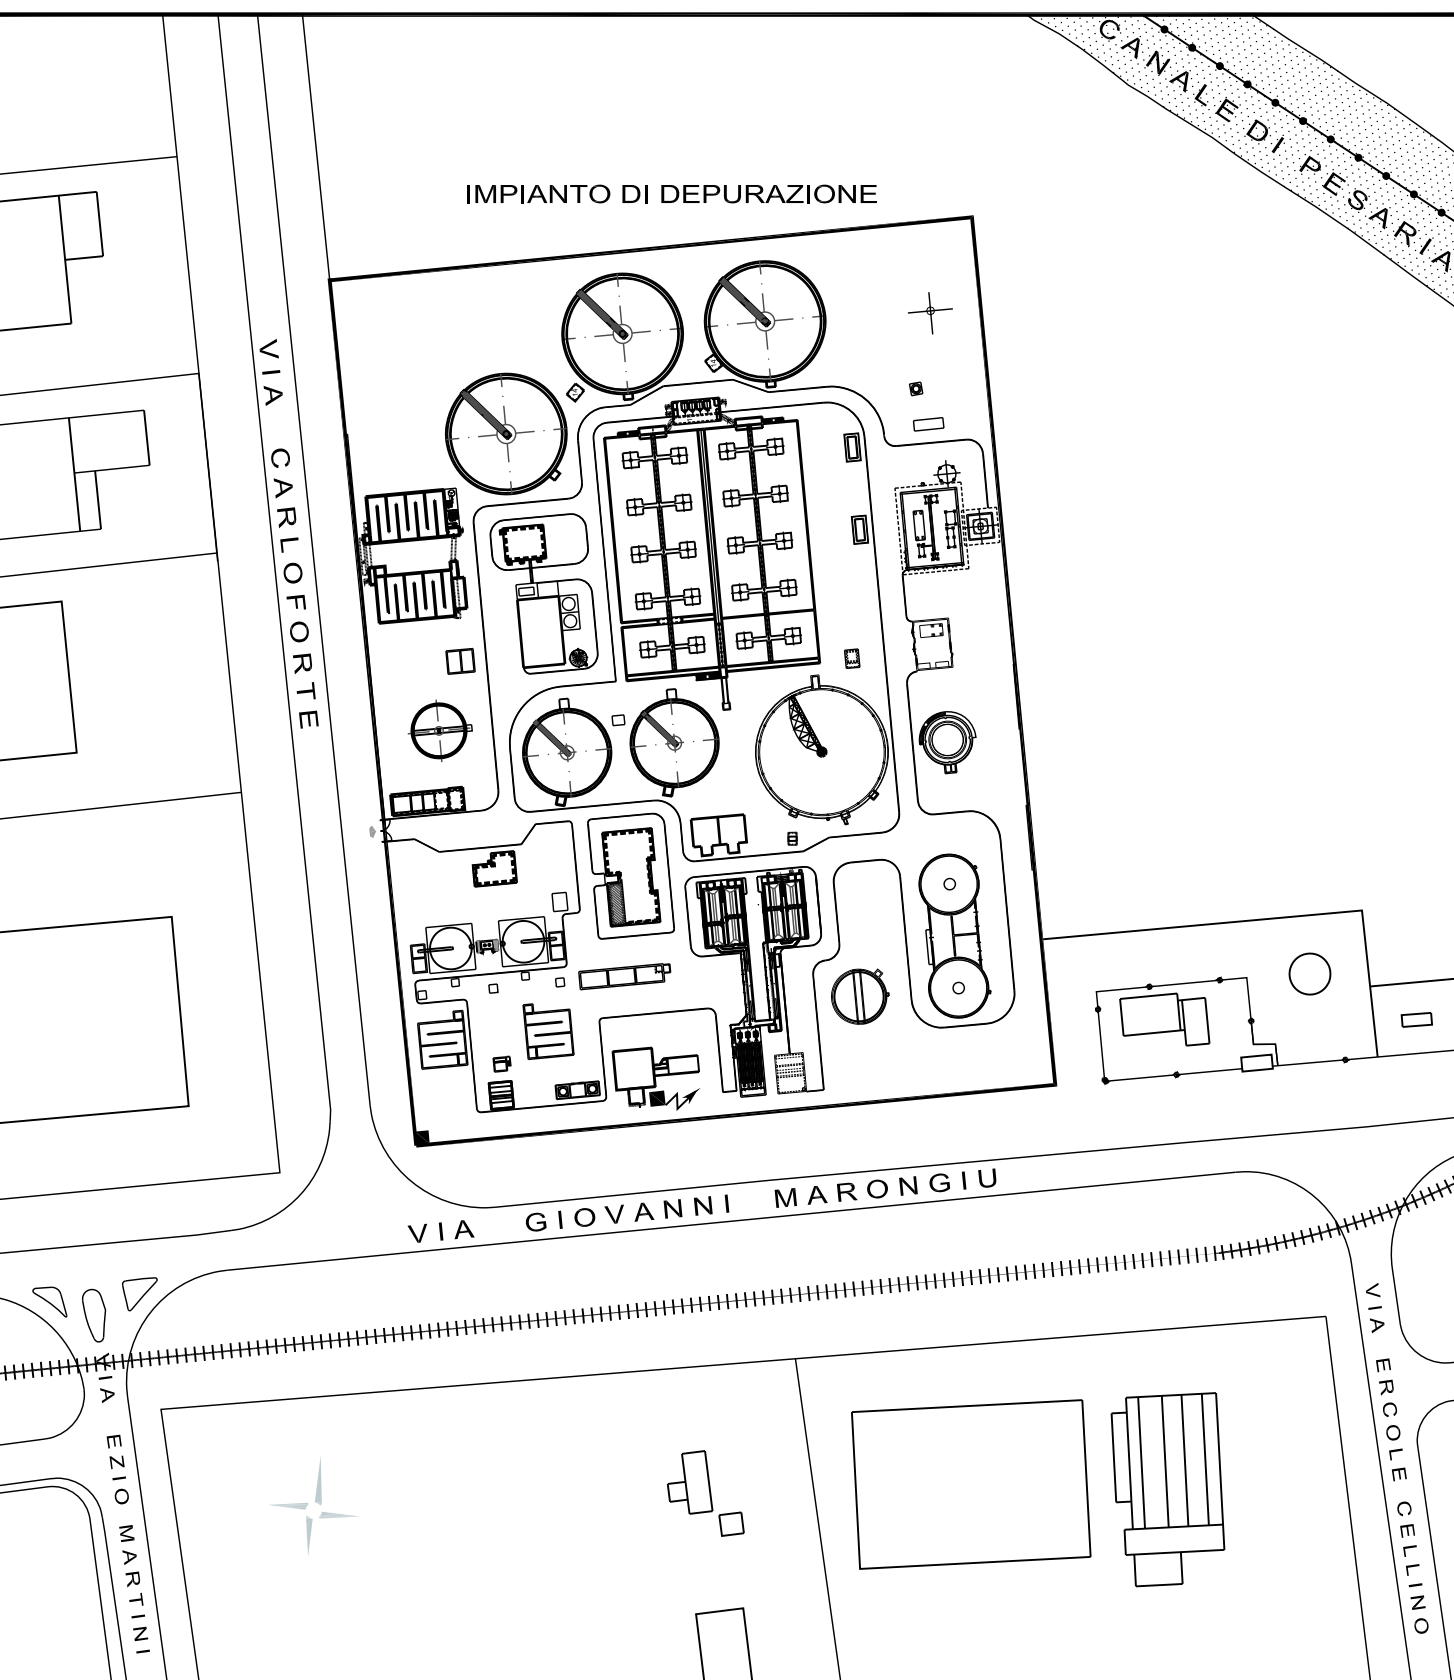 CANALE DI PESARIA
IMPIANTO DI DEPURAZIONE
VIA CARLOFORTE
VIA GIOVANNI MARONGIU
VIA EZIO MARTINI
VIA ERCOLE CELLINO